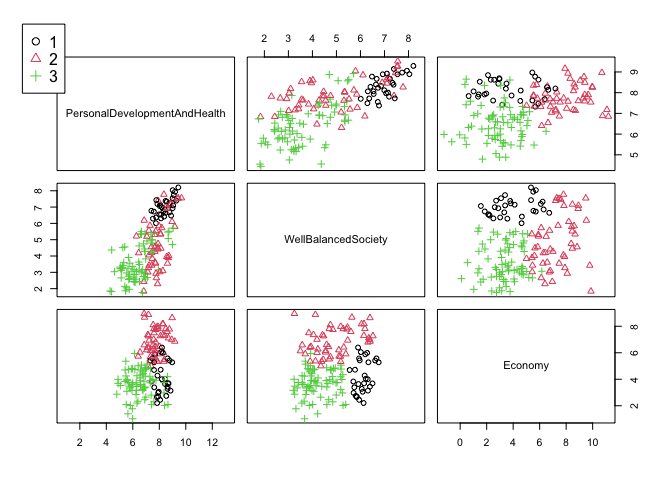 2 3 4 5 6 7 8
1
2
3
PersonalDevelopmentAndHealth
5 6 7 8 9
2 3 4 5 6 7 8
WellBalancedSociety
Economy
2 4 6 8
2 4 6 8 10 12
0 2 4 6 8 10